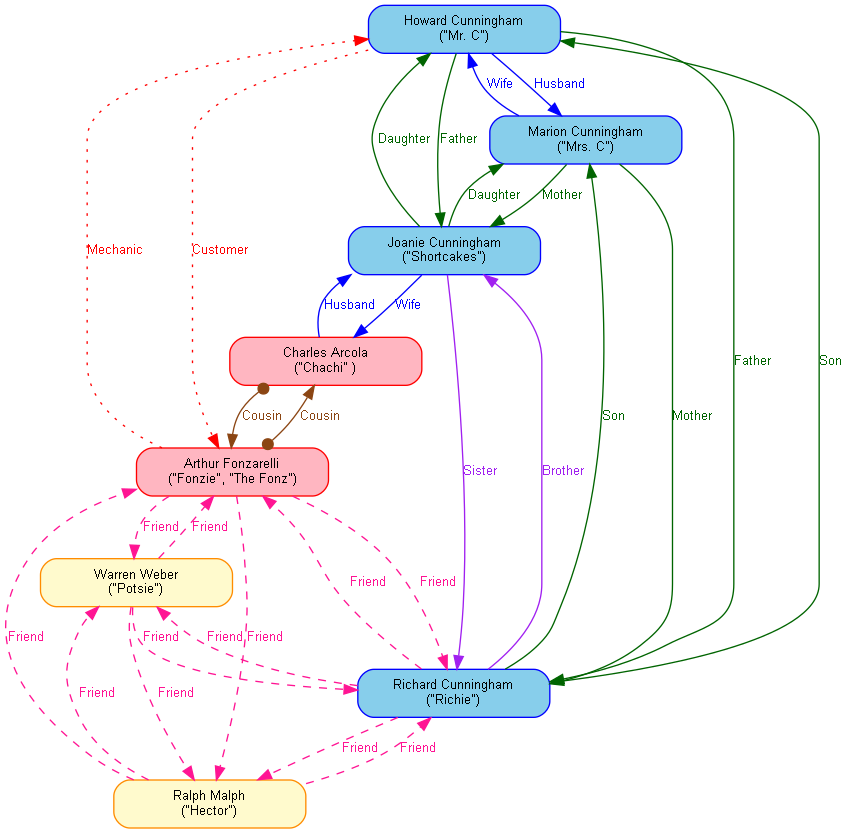 Howard Cunningham
("Mr. C")
Wife
Husband
Marion Cunningham
("Mrs. C")
Daughter
Father
Daughter
Mother
Joanie Cunningham
("Shortcakes")
Mechanic
Customer
Husband
Wife
Charles Arcola
("Chachi" )
Father
Son
Cousin
Cousin
Son
Mother
Arthur Fonzarelli
("Fonzie", "The Fonz")
Sister
Brother
Friend
Friend
Warren Weber
("Potsie")
Friend
Friend
Friend
Friend
Friend
Friend
Richard Cunningham
("Richie")
Friend
Friend
Friend
Friend
Ralph Malph
("Hector")